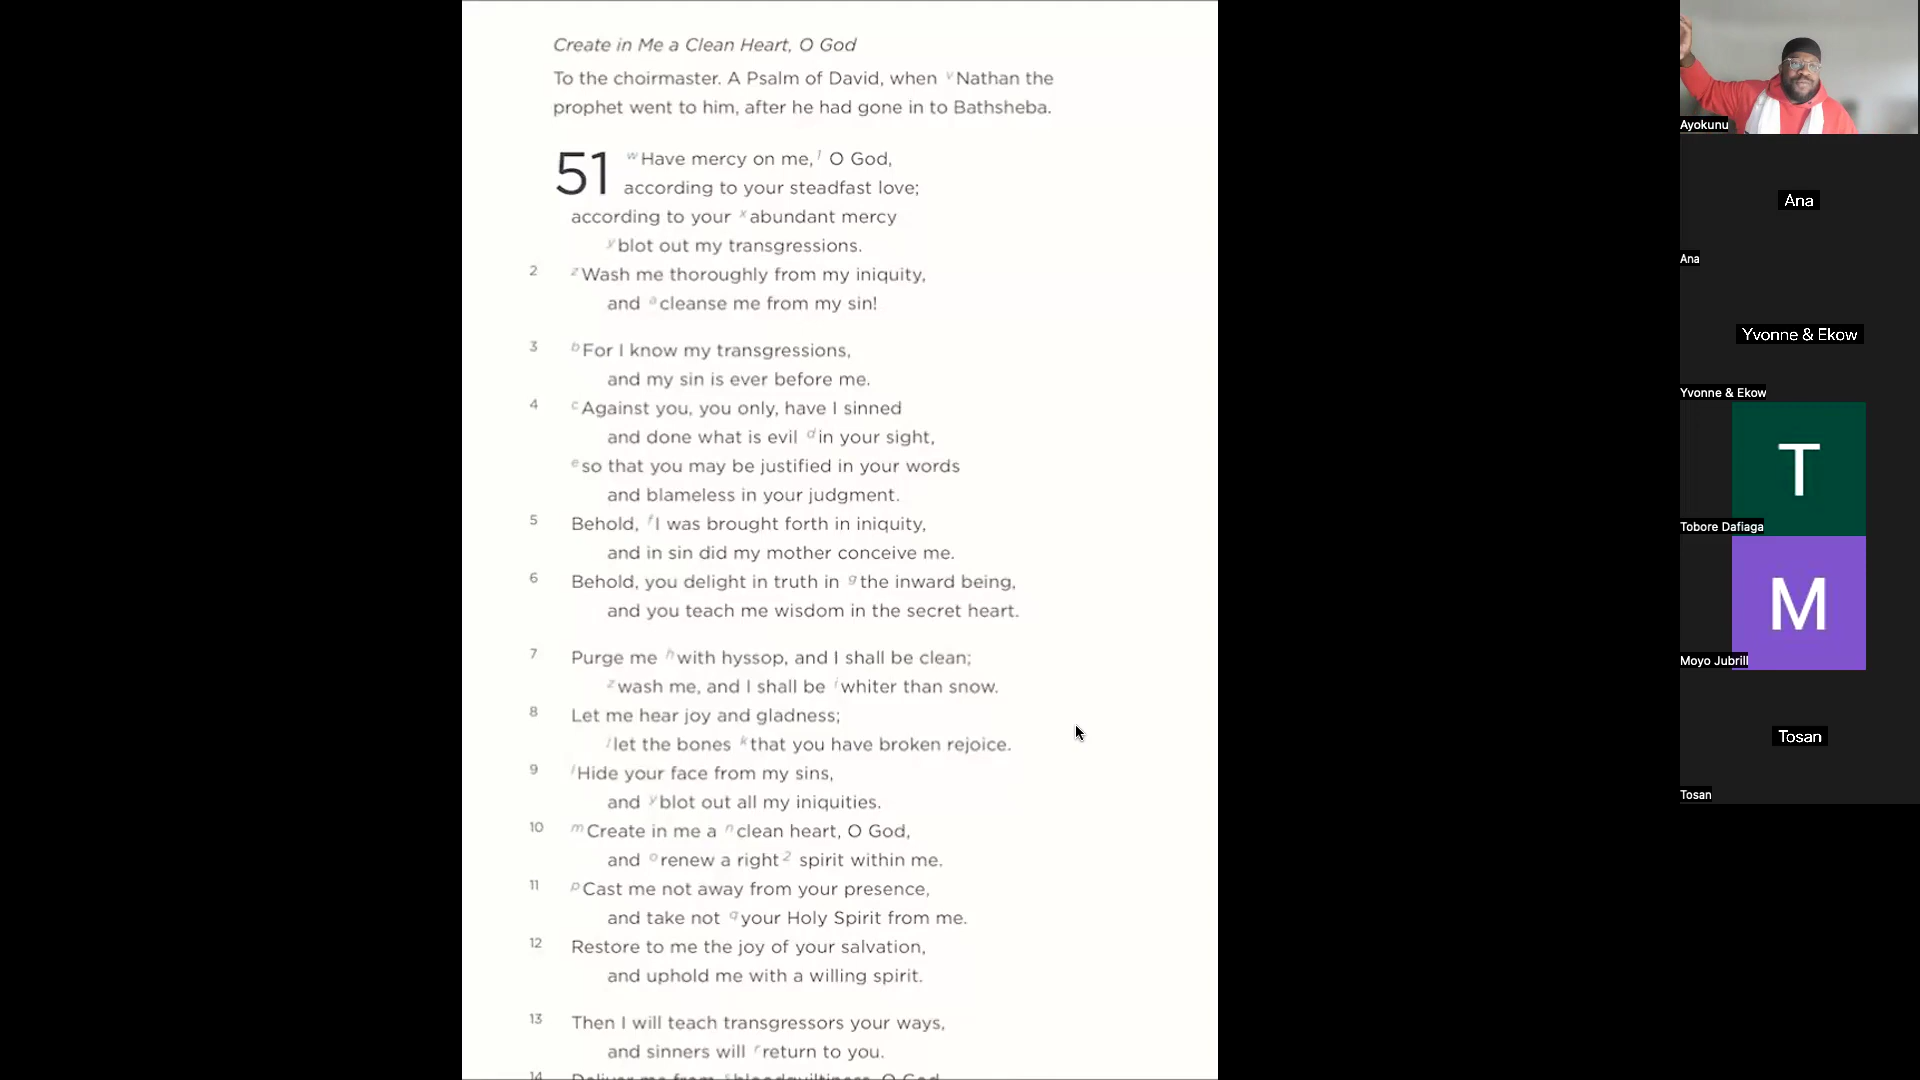 Create in Me a Clean Heart, O God
To the choirmaster. A Psalm of David, when v Nathan the
prophet went to him, after he had gone in to Bathsheba.
51 w Have mercy on me, 1 O God,
according to your steadfast love;
according to your x abundant mercy
y blot out my transgressions.
2 z Wash me thoroughly from my iniquity,
and a cleanse me from my sin!
3 b For I know my transgressions,
and my sin is ever before me.
4 c Against you, you only, have I sinned
and done what is evil d in your sight,
e so that you may be justified in your words
and blameless in your judgment.
5 Behold, f I was brought forth in iniquity,
and in sin did my mother conceive me.
6 Behold, you delight in truth in g the inward being,
and you teach me wisdom in the secret heart.
7 Purge me h with hyssop, and I shall be clean;
z wash me, and I shall be i whiter than snow.
8 Let me hear joy and gladness;
j let the bones k that you have broken rejoice.
9 l Hide your face from my sins,
and y blot out all my iniquities.
10 m Create in me a n clean heart, O God,
and o renew a right 2 spirit within me.
11 p Cast me not away from your presence,
and take not q your Holy Spirit from me.
12 Restore to me the joy of your salvation,
and uphold me with a willing spirit.
13 Then I will teach transgressors your ways,
and sinners will r return to you.
14 Deliver me from s bloodguiltiness, O God
Ayokunu
Ana
Ana
Yvonne & Ekow
Yvonne & Ekow
T
Tobore Dafiaga
M
Moyo Jubrill
Tosan
Tosan